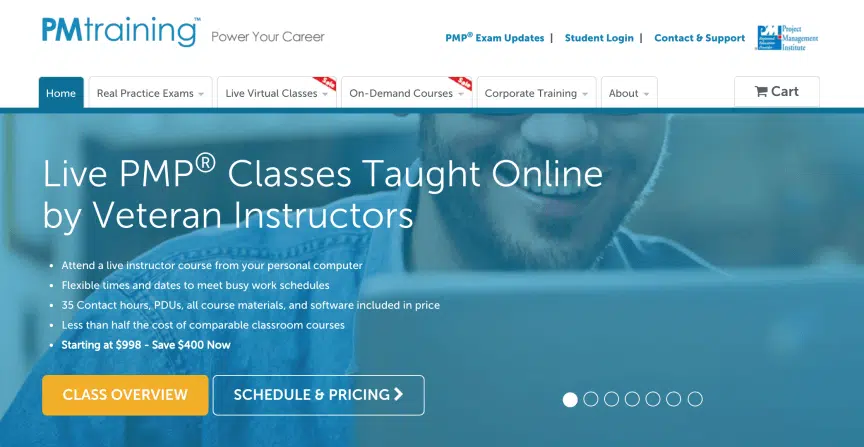 PMtraining™ Power Your Career
PMP® Exam Updates | Student Login | Contact & Support
PMI
Project
Management
Institute
Home
Real Practice Exams
Live Virtual Classes
Sale
On-Demand Courses
Sale
Corporate Training
About
Cart
Live PMP® Classes Taught Online
by Veteran Instructors
• Attend a live instructor course from your personal computer
• Flexible times and dates to meet busy work schedules
• 35 Contact hours, PDUs, all course materials, and software included in price
• Less than half the cost of comparable classroom courses
• Starting at $998 - Save $400 Now
CLASS OVERVIEW
SCHEDULE & PRICING